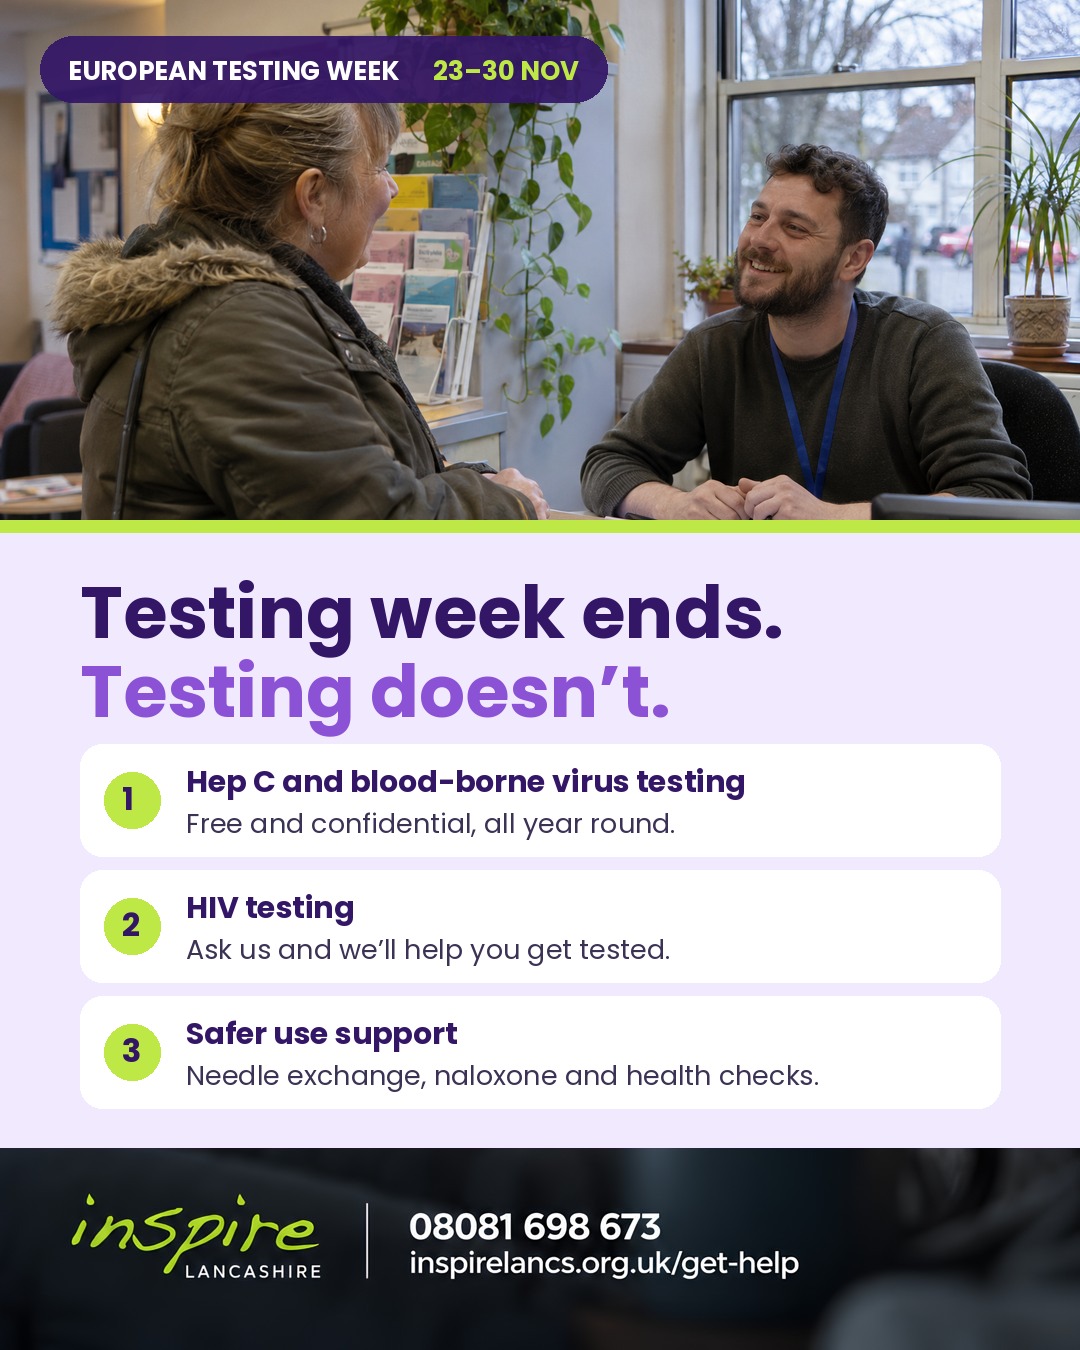 EUROPEAN TESTING WEEK 23–30 NOV
Testing week ends.
Testing doesn’t.
1
Hep C and blood-borne virus testing
Free and confidential, all year round.
2
HIV testing
Ask us and we’ll help you get tested.
3
Safer use support
Needle exchange, naloxone and health checks.
inspire
LANCASHIRE
08081 698 673
inspirelancs.org.uk/get-help